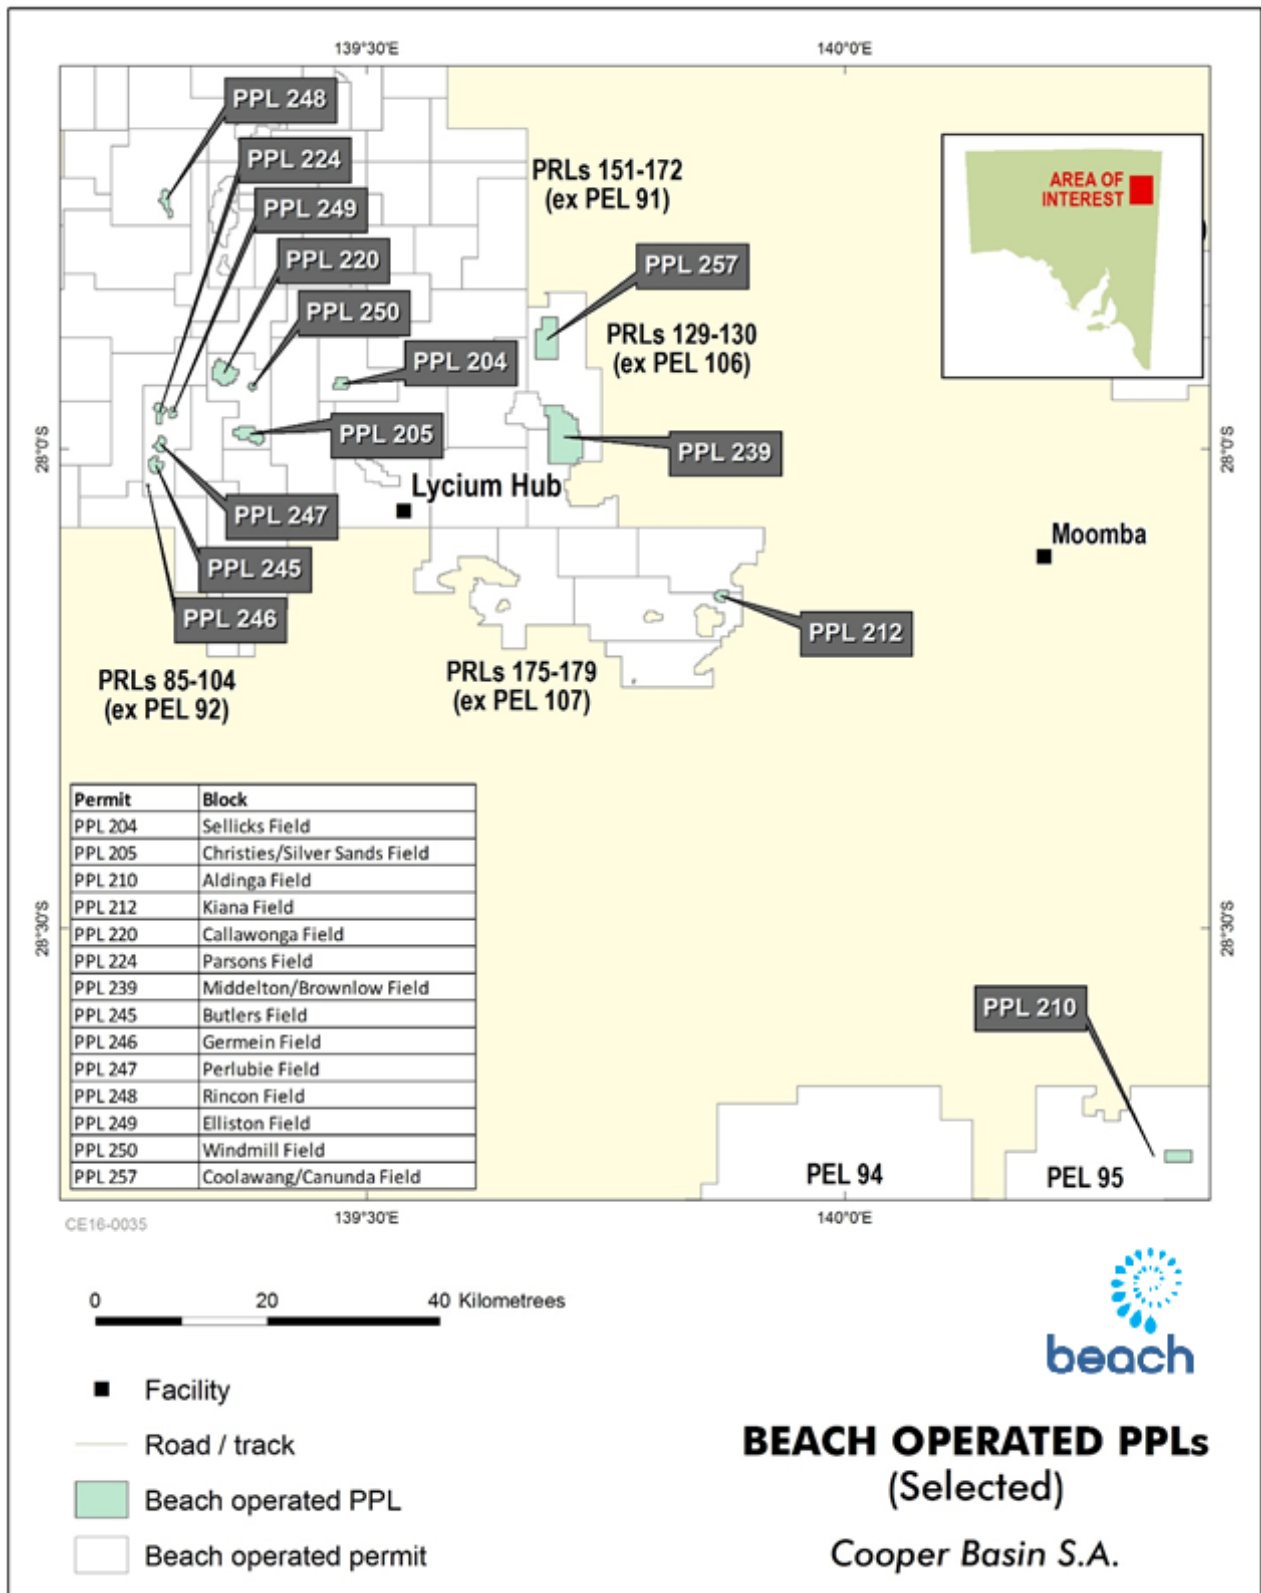 139°30'E
140°0'E
PPL 248
PPL 224
PPL 249
PPL 220
PPL 250
PPL 204
PPL 205
PPL 247
PPL 245
PPL 246
PRLs 151-172
(ex PEL 91)
PPL 257
PRLs 129-130
(ex PEL 106)
PPL 239
AREA OF
INTEREST
28°0'S
28°0'S
Lycium Hub
Moomba
PPL 212
PRLs 85-104
(ex PEL 92)
PRLs 175-179
(ex PEL 107)
Permit Block
PPL 204 Sellicks Field
PPL 205 Christies/Silver Sands Field
PPL 210 Aldinga Field
PPL 212 Kiana Field
PPL 220 Callawonga Field
PPL 224 Parsons Field
PPL 239 Middelton/Brownlow Field
PPL 245 Butlers Field
PPL 246 Germein Field
PPL 247 Perlubie Field
PPL 248 Rincon Field
PPL 249 Elliston Field
PPL 250 Windmill Field
PPL 257 Coolawang/Canunda Field
28°30'S
28°30'S
PPL 210
PEL 94
PEL 95
CE16-0035
139°30'E
140°0'E
0 20 40 Kilometrees
Facility
Road / track
Beach operated PPL
Beach operated permit
beach
BEACH OPERATED PPLs
(Selected)
Cooper Basin S.A.